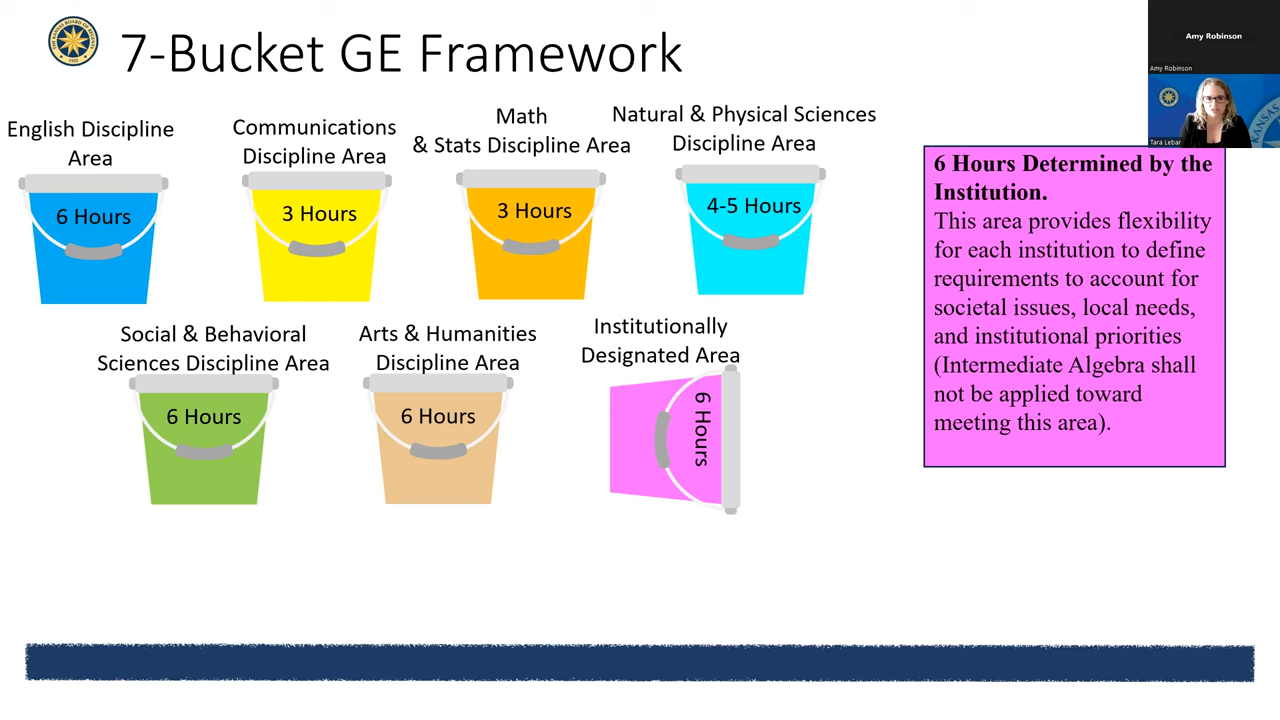 7-Bucket GE Framework
Amy Robinson
Amy Robinson
Tara Lebar
English Discipline
Area
6 Hours
Communications
Discipline Area
3 Hours
Math
& Stats Discipline Area
3 Hours
Natural & Physical Sciences
Discipline Area
4-5 Hours
Social & Behavioral
Sciences Discipline Area
6 Hours
Arts & Humanities
Discipline Area
6 Hours
Institutionally
Designated Area
6 Hours
6 Hours Determined by the
Institution.
This area provides flexibility
for each institution to define
requirements to account for
societal issues, local needs,
and institutional priorities
(Intermediate Algebra shall
not be applied toward
meeting this area).